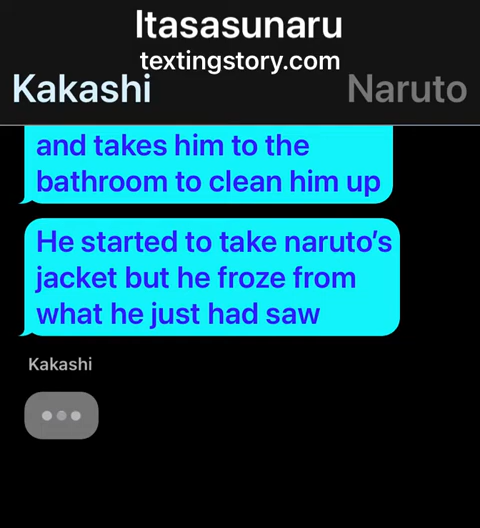 Itasasunaru
textingstory.com
Kakashi Naruto
and takes him to the
bathroom to clean him up
He started to take naruto's
jacket but he froze from
what he just had saw
Kakashi